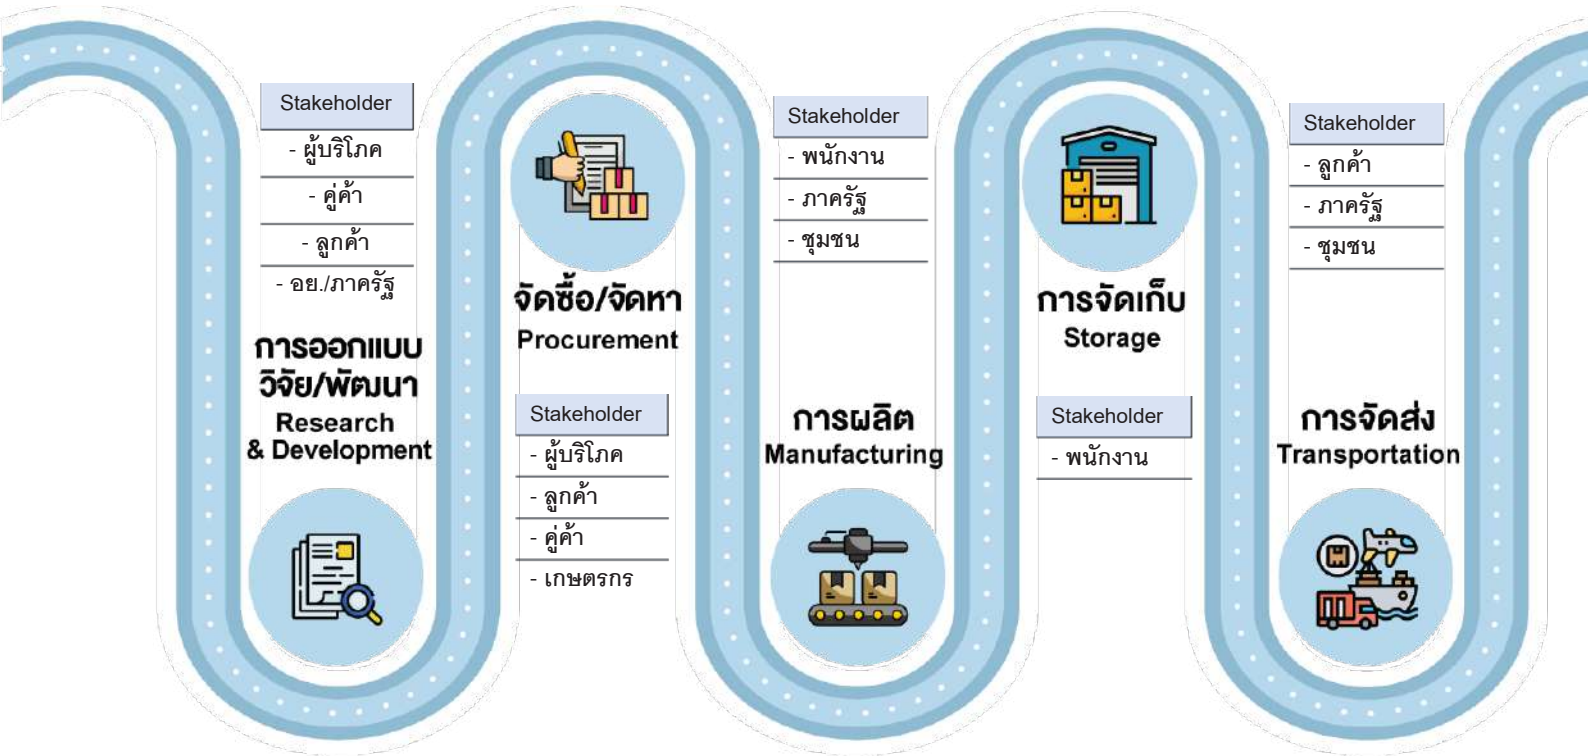 Stakeholder
- ผู้บริโภค
- คู่ค้า
- ลูกค้า
- อย./ภาครัฐ
การออกแบบ
วิจัย/พัฒนา
Research
& Development
จัดซื้อ/จัดหา
Procurement
Stakeholder
- ผู้บริโภค
- ลูกค้า
- คู่ค้า
- เกษตรกร
Stakeholder
- พนักงาน
- ภาครัฐ
- ชุมชน
การผลิต
Manufacturing
การจัดเก็บ
Storage
Stakeholder
- พนักงาน
Stakeholder
- ลูกค้า
- ภาครัฐ
- ชุมชน
การจัดส่ง
Transportation